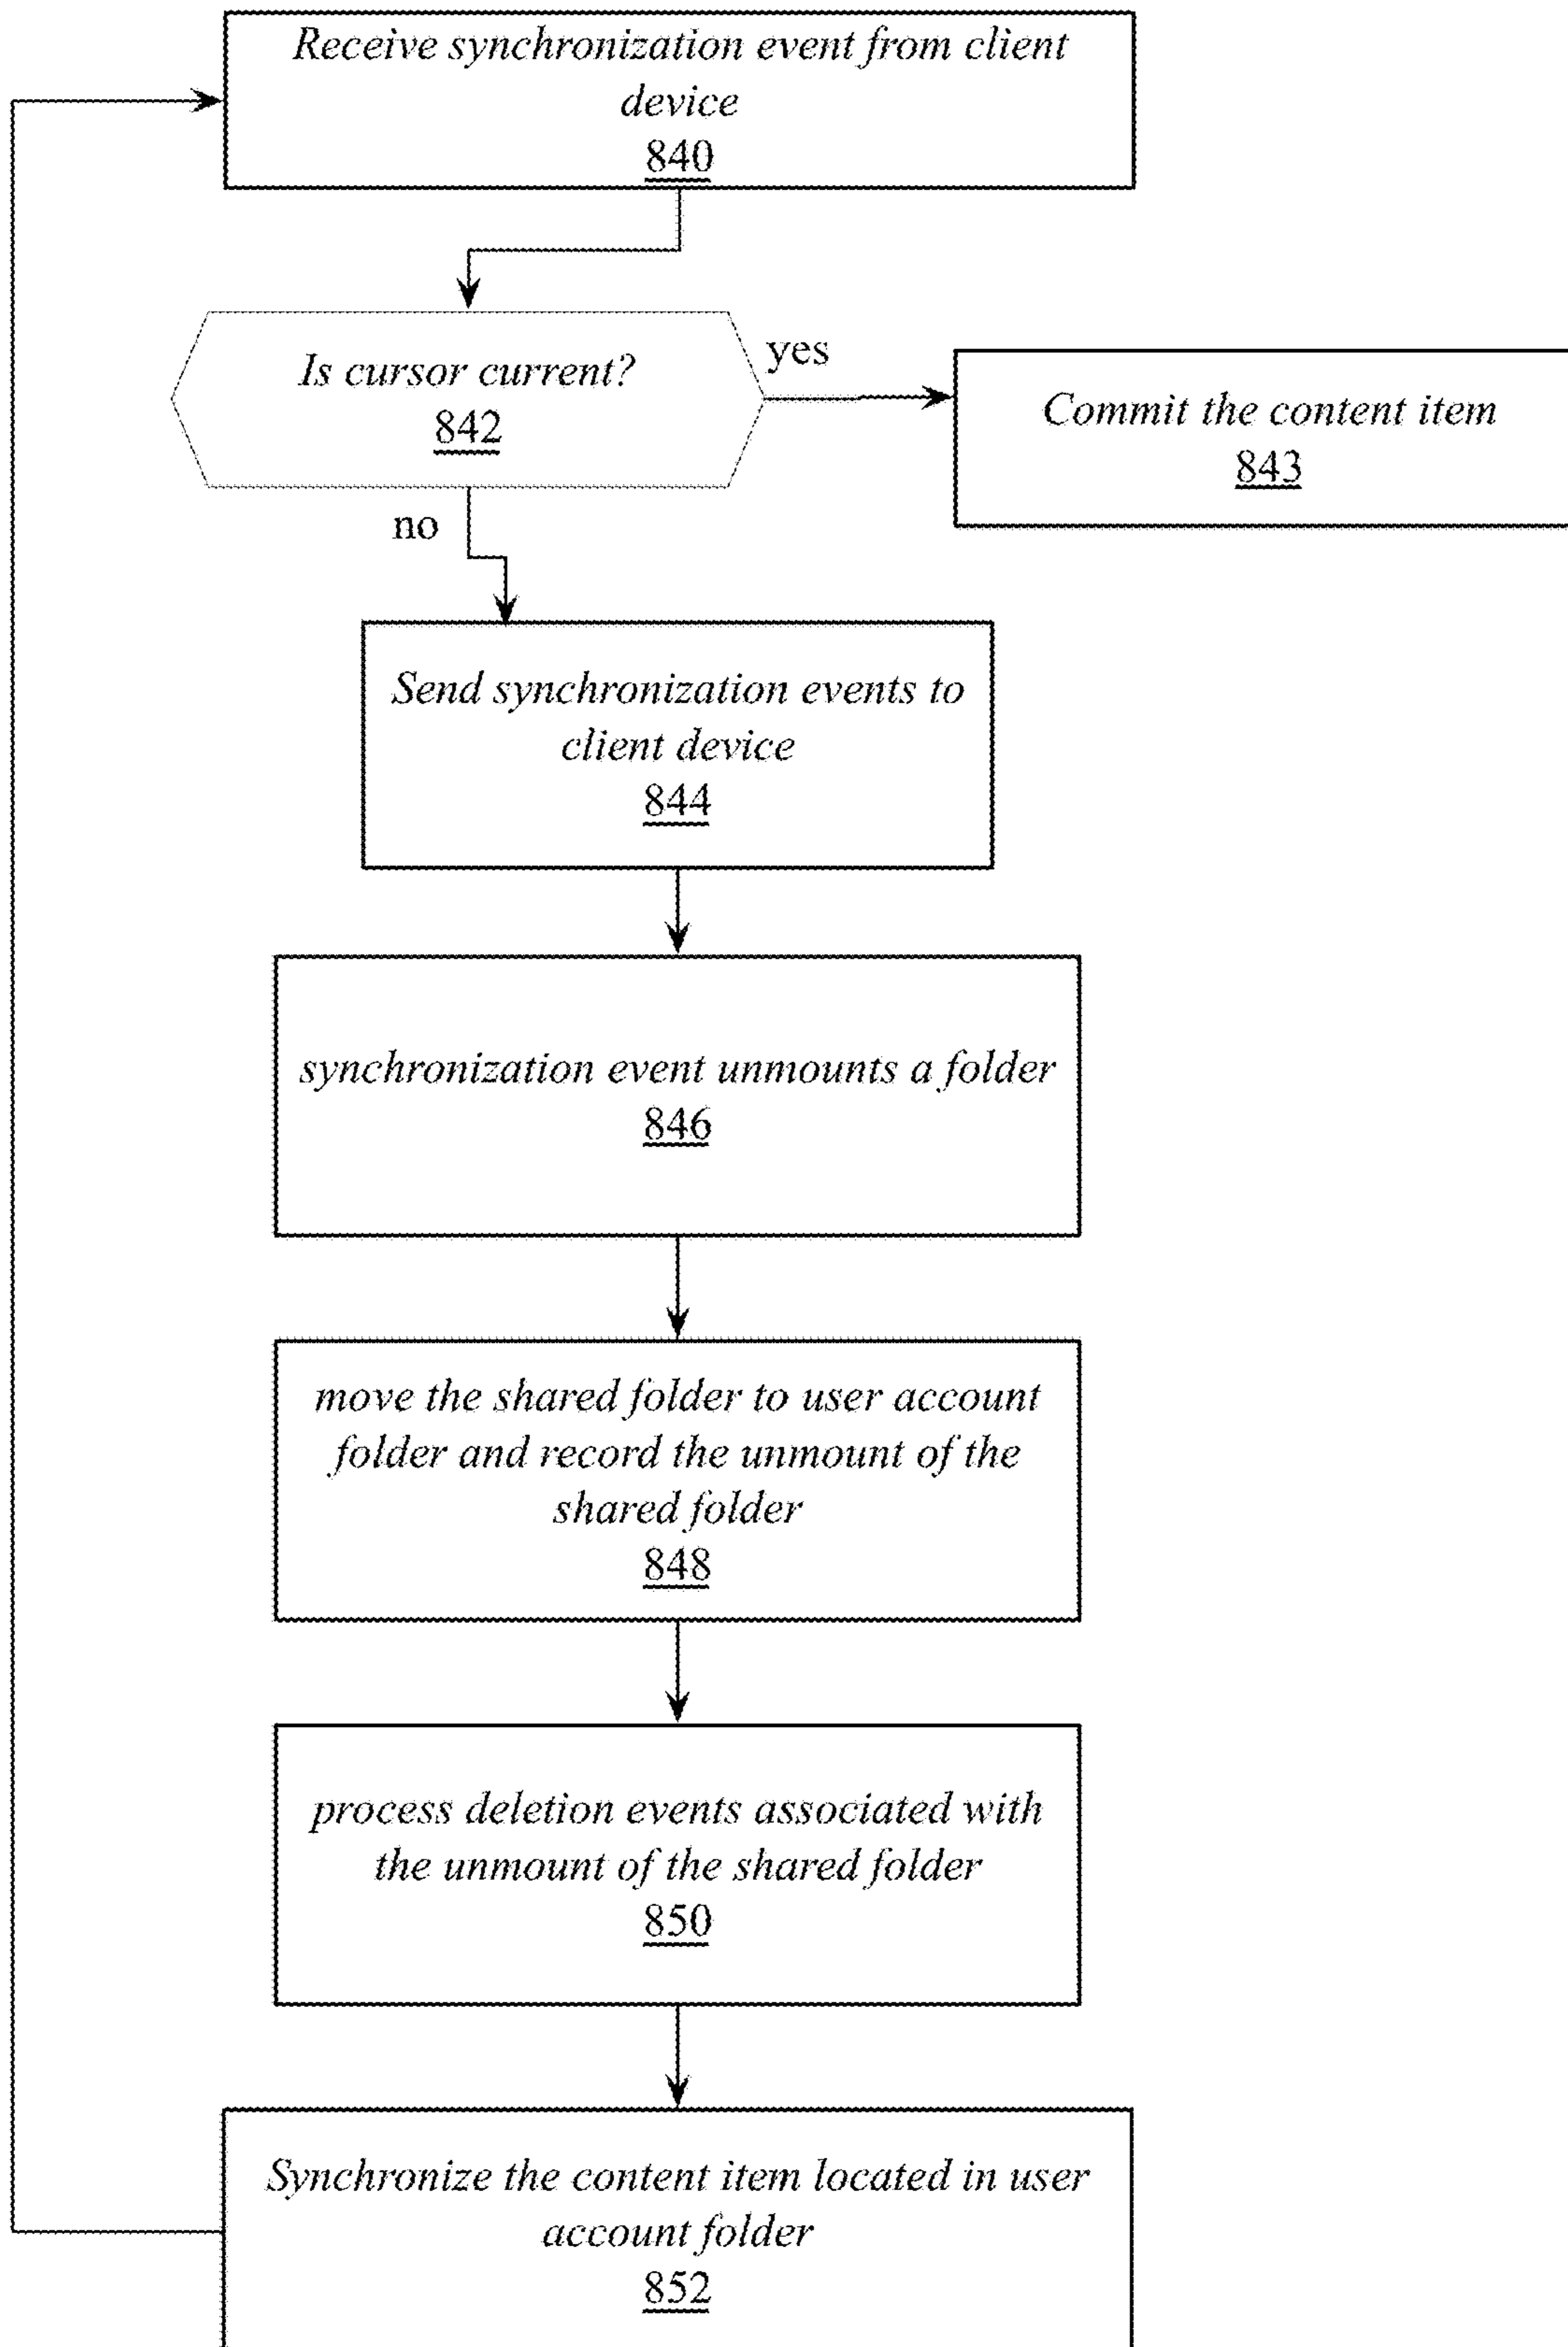 Receive synchronization event from client
device
840
Is cursor current?
842
yes
Commit the content item
843
no
Send synchronization events to
client device
844
synchronization event unmounts a folder
846
move the shared folder to user account
folder and record the unmount of the
shared folder
848
process deletion events associated with
the unmount of the shared folder
850
Synchronize the content item located in user
account folder
852